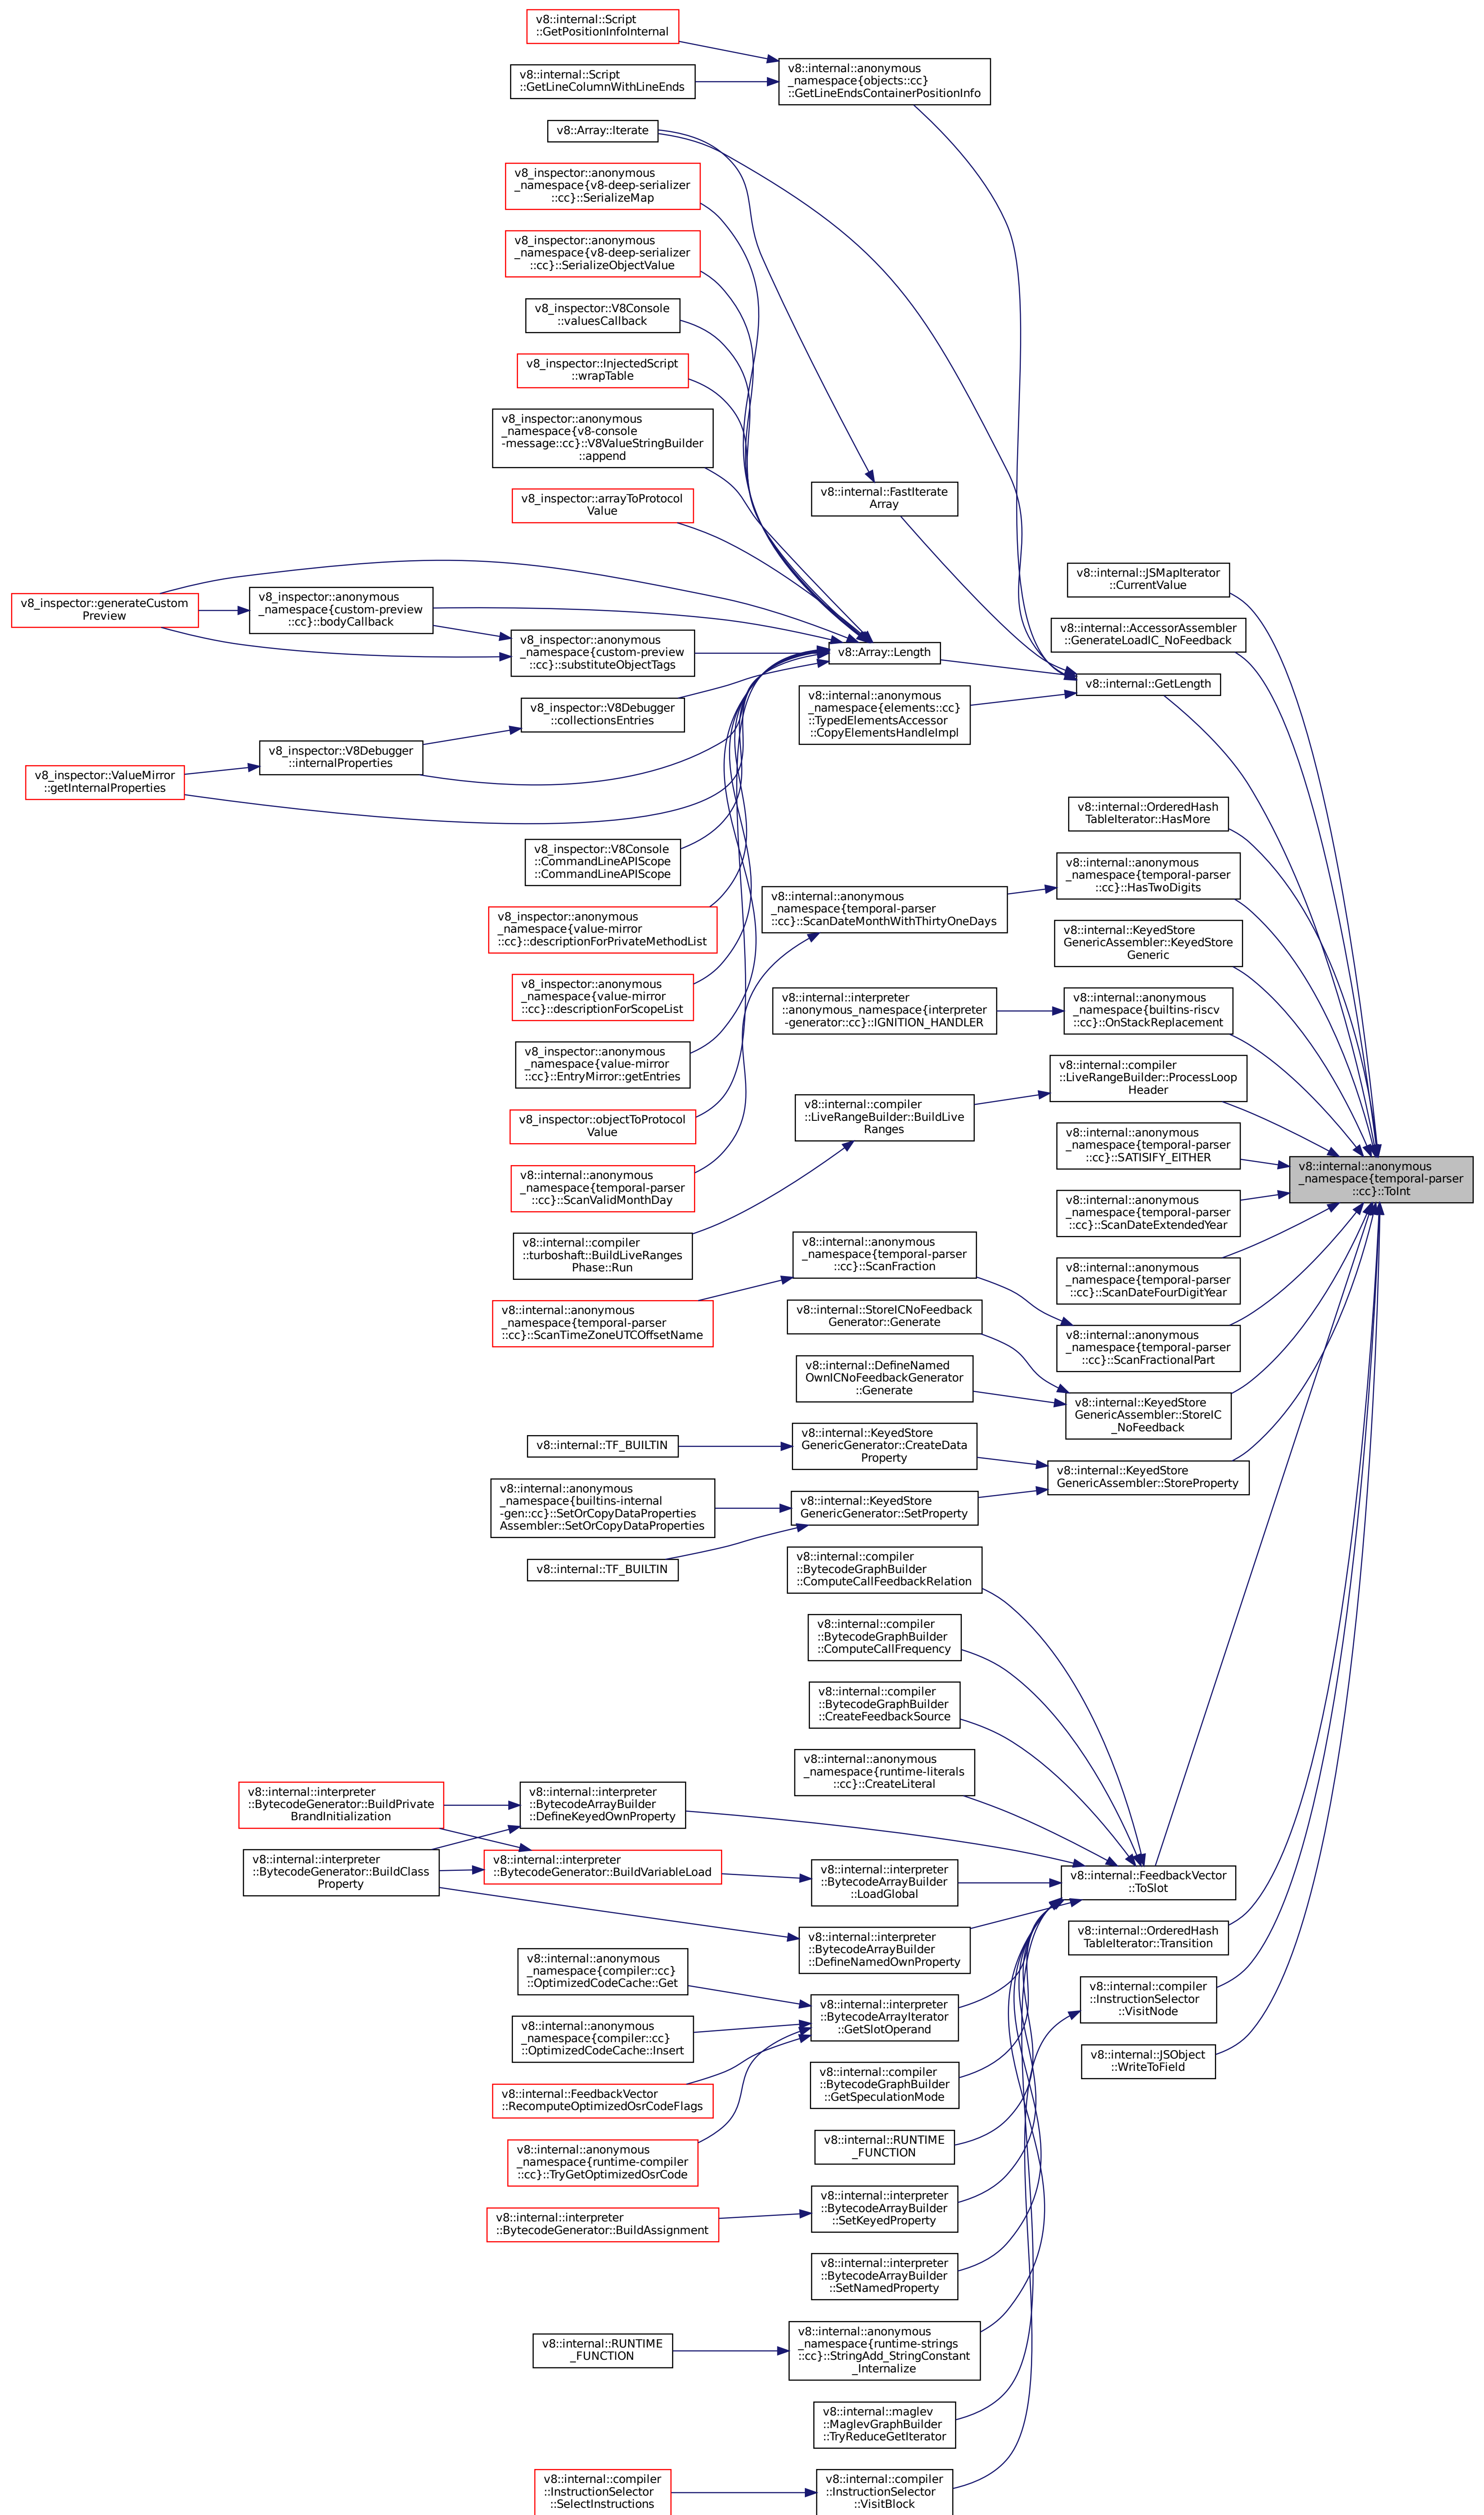 v8::internal::Script
::GetPositionInfoInternal
v8::internal::Script
::GetLineColumnWithLineEnds
v8::internal::anonymous
_namespace{objects::cc}
::GetLineEndsContainerPositionInfo
v8::Array::Iterate
v8_inspector::anonymous
_namespace{v8-deep-serializer
::cc}::SerializeMap
v8_inspector::anonymous
_namespace{v8-deep-serializer
::cc}::SerializeObjectValue
v8_inspector::V8Console
::valuesCallback
v8_inspector::InjectedScript
::wrapTable
v8_inspector::anonymous
_namespace{v8-console
-message::cc}::V8ValueStringBuilder
::append
v8_inspector::arrayToProtocol
Value
v8::internal::FastIterate
Array
v8_inspector::generateCustom
Preview
v8_inspector::anonymous
_namespace{custom-preview
::cc}::bodyCallback
v8_inspector::anonymous
_namespace{custom-preview
::cc}::substituteObjectTags
v8::Array::Length
v8::internal::JSMapIterator
::CurrentValue
v8::internal::AccessorAssembler
::GenerateLoadIC_NoFeedback
v8::internal::GetLength
v8::internal::anonymous
_namespace{elements::cc}
::TypedElementsAccessor
::CopyElementsHandleImpl
v8_inspector::V8Debugger
::collectionsEntries
v8_inspector::V8Debugger
::internalProperties
v8_inspector::ValueMirror
::getInternalProperties
v8_inspector::V8Console
::CommandLineAPIScope
::CommandLineAPIScope
v8_inspector::anonymous
_namespace{value-mirror
::cc}::descriptionForPrivateMethodList
v8_inspector::anonymous
_namespace{value-mirror
::cc}::descriptionForScopeList
v8_inspector::anonymous
_namespace{value-mirror
::cc}::EntryMirror::getEntries
v8_inspector::objectToProtocol
Value
v8::internal::anonymous
_namespace{temporal-parser
::cc}::ScanValidMonthDay
v8::internal::compiler
::turboshaft::BuildLiveRanges
Phase::Run
v8::internal::anonymous
_namespace{temporal-parser
::cc}::ScanTimeZoneUTCOffsetName
v8::internal::OrderedHash
TableIterator::HasMore
v8::internal::anonymous
_namespace{temporal-parser
::cc}::HasTwoDigits
v8::internal::anonymous
_namespace{temporal-parser
::cc}::ScanDateMonthWithThirtyOneDays
v8::internal::KeyedStore
GenericAssembler::KeyedStore
Generic
v8::internal::interpreter
::anonymous_namespace{interpreter
-generator::cc}::IGNITION_HANDLER
v8::internal::anonymous
_namespace{builtins-riscv
::cc}::OnStackReplacement
v8::internal::compiler
::LiveRangeBuilder::ProcessLoop
Header
v8::internal::compiler
::LiveRangeBuilder::BuildLive
Ranges
v8::internal::anonymous
_namespace{temporal-parser
::cc}::SATISIFY_EITHER
v8::internal::anonymous
_namespace{temporal-parser
::cc}::ToInt
v8::internal::anonymous
_namespace{temporal-parser
::cc}::ScanDateExtendedYear
v8::internal::anonymous
_namespace{temporal-parser
::cc}::ScanDateFourDigitYear
v8::internal::anonymous
_namespace{temporal-parser
::cc}::ScanFraction
v8::internal::anonymous
_namespace{temporal-parser
::cc}::ScanFractionalPart
v8::internal::StoreICNoFeedback
Generator::Generate
v8::internal::DefineNamed
OwnICNoFeedbackGenerator
::Generate
v8::internal::KeyedStore
GenericAssembler::StoreIC
_NoFeedback
v8::internal::TF_BUILTIN
v8::internal::KeyedStore
GenericGenerator::CreateData
Property
v8::internal::KeyedStore
GenericAssembler::StoreProperty
v8::internal::anonymous
_namespace{builtins-internal
-gen::cc}::SetOrCopyDataProperties
Assembler::SetOrCopyDataProperties
v8::internal::KeyedStore
GenericGenerator::SetProperty
v8::internal::TF_BUILTIN
v8::internal::compiler
::BytecodeGraphBuilder
::ComputeCallFeedbackRelation
v8::internal::compiler
::BytecodeGraphBuilder
::ComputeCallFrequency
v8::internal::compiler
::BytecodeGraphBuilder
::CreateFeedbackSource
v8::internal::anonymous
_namespace{runtime-literals
::cc}::CreateLiteral
v8::internal::interpreter
::BytecodeGenerator::BuildPrivate
BrandInitialization
v8::internal::interpreter
::BytecodeArrayBuilder
::DefineKeyedOwnProperty
v8::internal::interpreter
::BytecodeGenerator::BuildClass
Property
v8::internal::interpreter
::BytecodeGenerator::BuildVariableLoad
v8::internal::interpreter
::BytecodeArrayBuilder
::LoadGlobal
v8::internal::FeedbackVector
::ToSlot
v8::internal::interpreter
::BytecodeArrayBuilder
::DefineNamedOwnProperty
v8::internal::OrderedHash
TableIterator::Transition
v8::internal::anonymous
_namespace{compiler::cc}
::OptimizedCodeCache::Get
v8::internal::interpreter
::BytecodeArrayIterator
::GetSlotOperand
v8::internal::compiler
::InstructionSelector
::VisitNode
v8::internal::anonymous
_namespace{compiler::cc}
::OptimizedCodeCache::Insert
v8::internal::JSObject
::WriteToField
v8::internal::FeedbackVector
::RecomputeOptimizedOsrCodeFlags
v8::internal::compiler
::BytecodeGraphBuilder
::GetSpeculationMode
v8::internal::anonymous
_namespace{runtime-compiler
::cc}::TryGetOptimizedOsrCode
v8::internal::RUNTIME
_FUNCTION
v8::internal::interpreter
::BytecodeGenerator::BuildAssignment
v8::internal::interpreter
::BytecodeArrayBuilder
::SetKeyedProperty
v8::internal::interpreter
::BytecodeArrayBuilder
::SetNamedProperty
v8::internal::RUNTIME
_FUNCTION
v8::internal::anonymous
_namespace{runtime-strings
::cc}::StringAdd_StringConstant
_Internalize
v8::internal::maglev
::MaglevGraphBuilder
::TryReduceGetIterator
v8::internal::compiler
::InstructionSelector
::SelectInstructions
v8::internal::compiler
::InstructionSelector
::VisitBlock